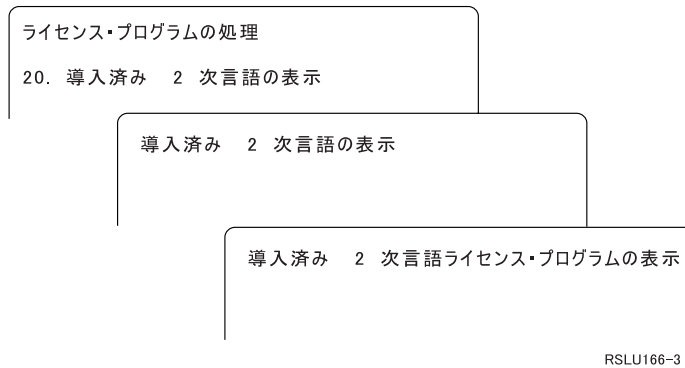 ライセンス・プログラムの処理
20. 導入済み 2 次言語の表示
導入済み 2 次言語の表示
導入済み 2 次言語ライセンス・プログラムの表示
RSLU166-3